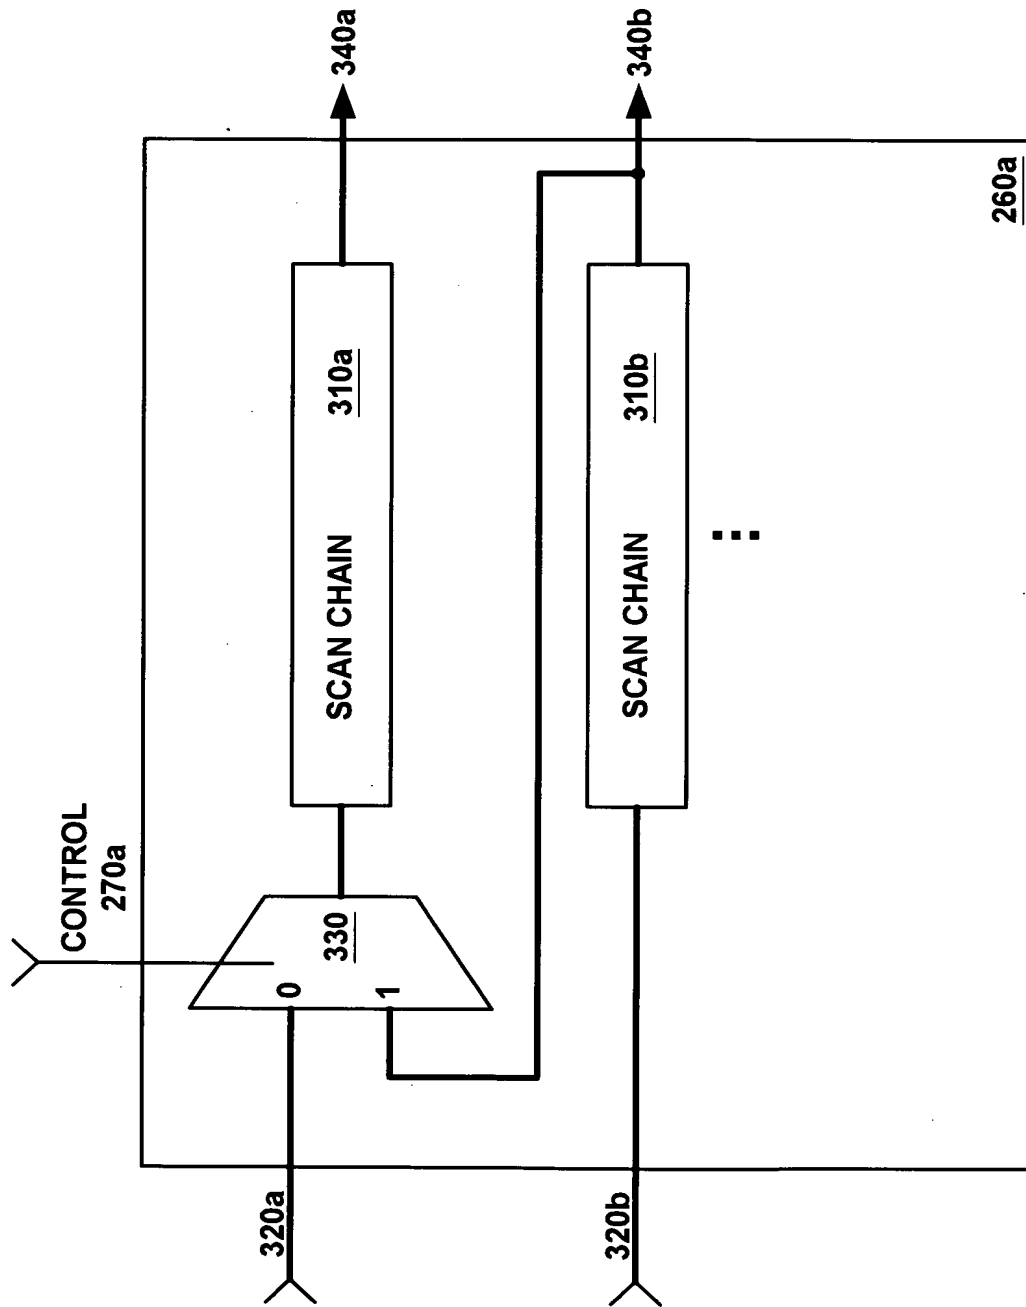 CONTROL
270a
320a
0
1
330
SCAN CHAIN
310a
340a
320b
SCAN CHAIN
310b
340b
260a